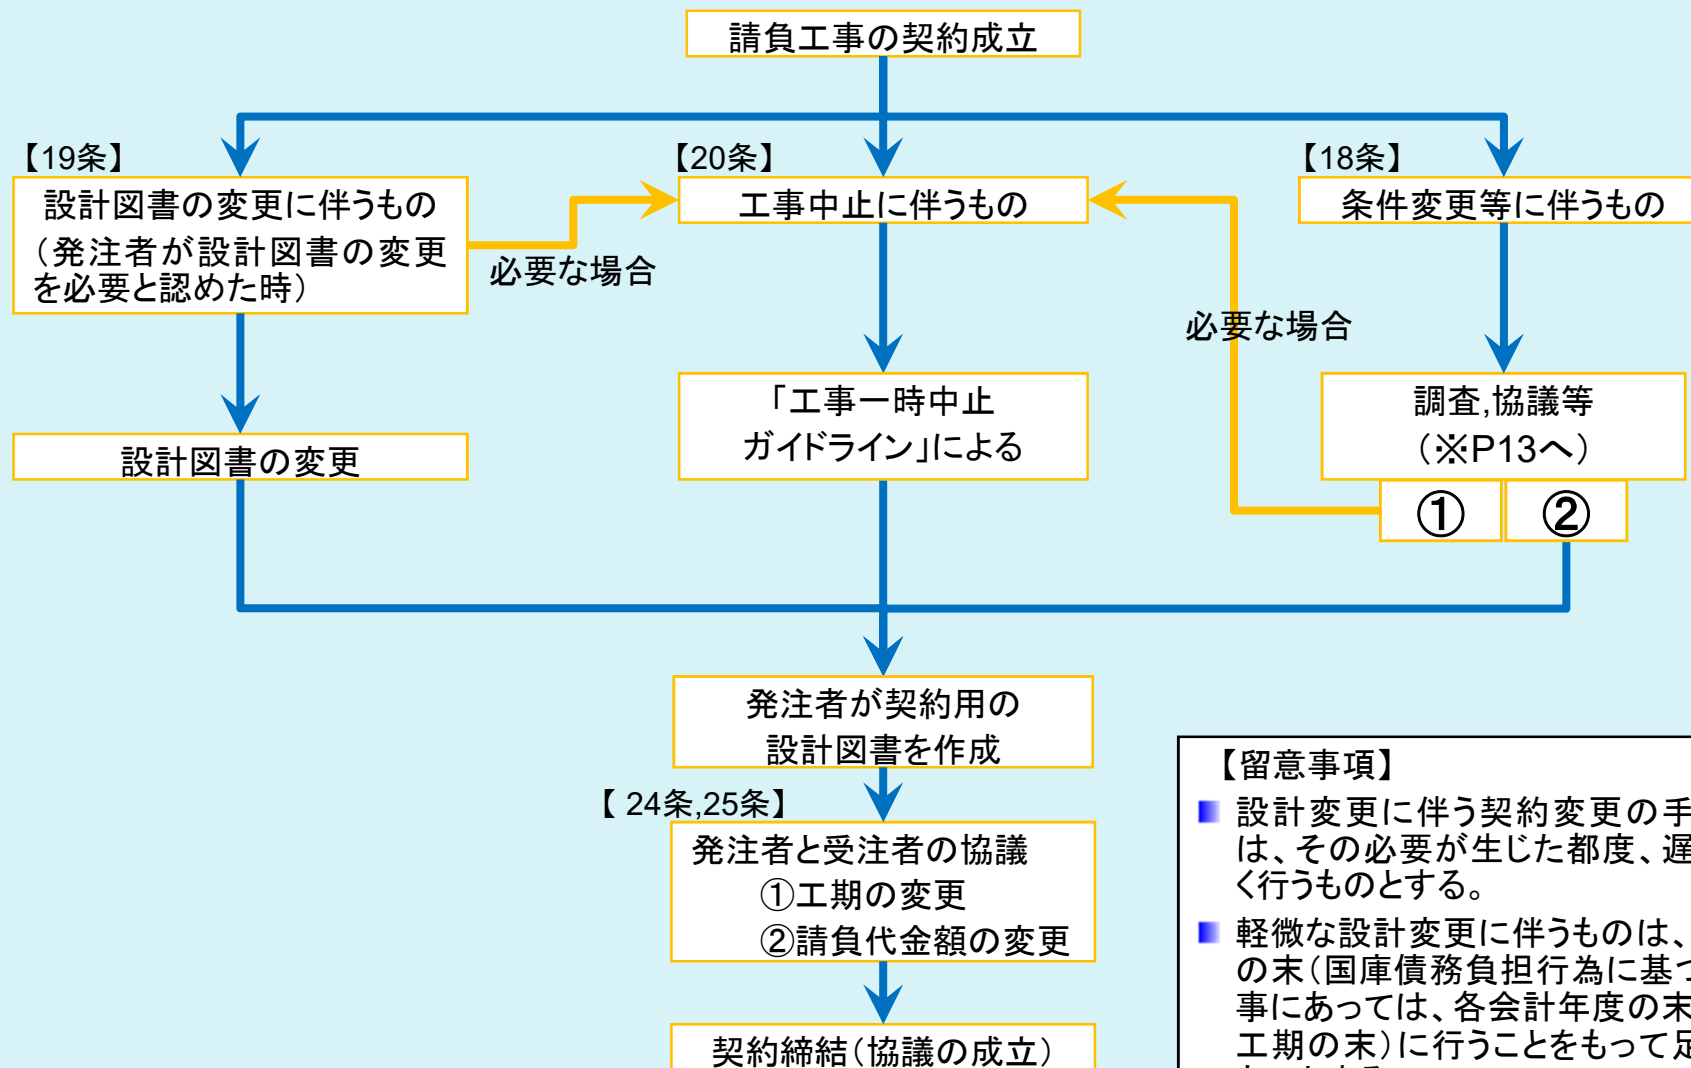 請負工事の契約成立
【19条】
設計図書の変更に伴うもの
（発注者が設計図書の変更
を必要と認めた時）
必要な場合
【20条】
工事中止に伴うもの
【18条】
条件変更等に伴うもの
必要な場合
設計図書の変更
「工事一時中止
ガイドライン」による
調査,協議等
（※P13へ）
①
②
発注者が契約用の
設計図書を作成
【 24条,25条】
発注者と受注者の協議
①工期の変更
②請負代金額の変更
契約締結（協議の成立）
【留意事項】
設計変更に伴う契約変更の手
は、その必要が生じた都度、遅
く行うものとする。
軽微な設計変更に伴うものは、
の末（国庫債務負担行為に基づ
事にあっては、各会計年度の末
工期の末）に行うことをもって足